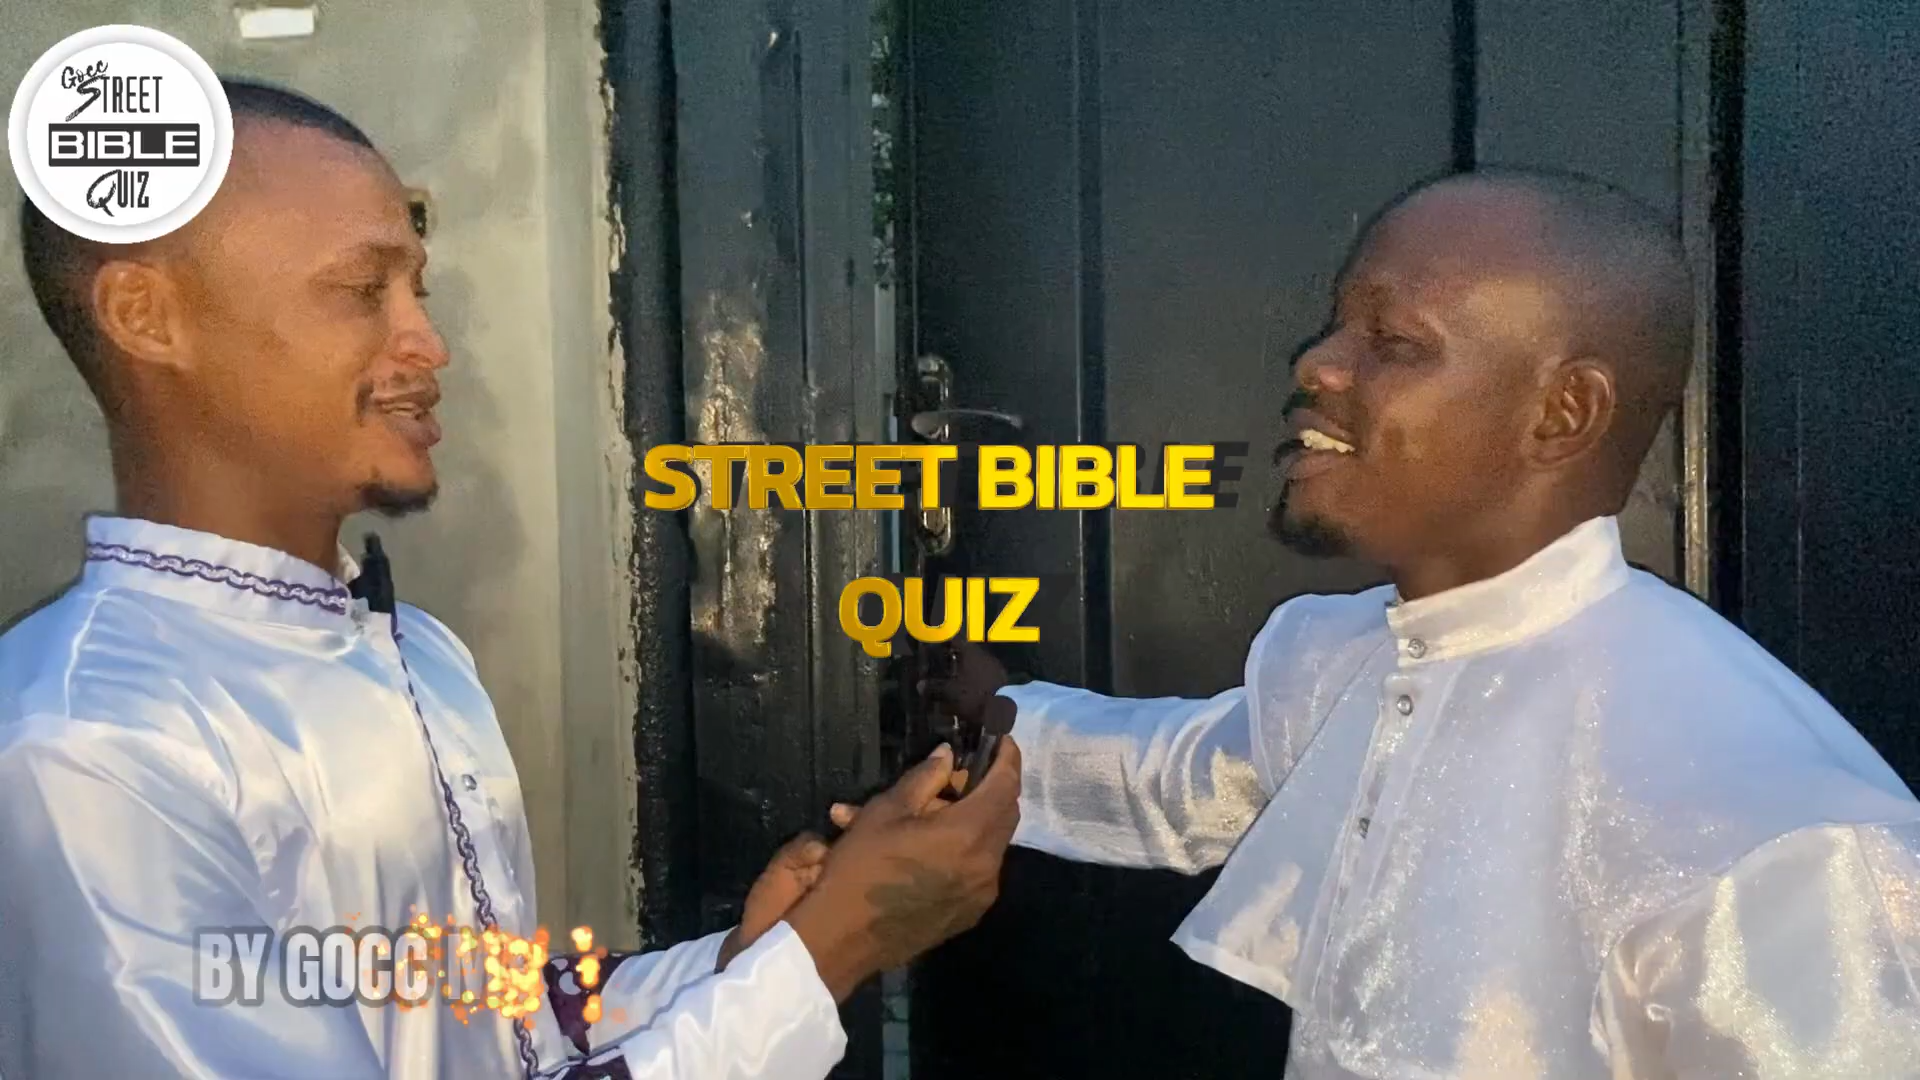 Gocc
STREET
BIBLE
QUIZ
STREET BIBLE
QUIZ
BY GOCC